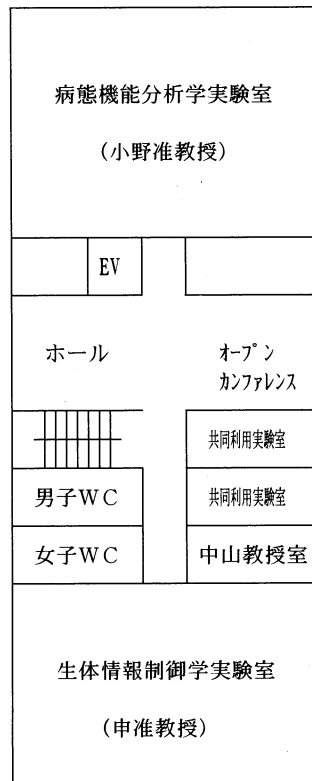 病態機能分析学実験室
(小野准教授)
EV
ホール
オープン
カンファレンス
共同利用実験室
男子WC
共同利用実験室
女子WC
中山教授室
生体情報制御学実験室
(申准教授)